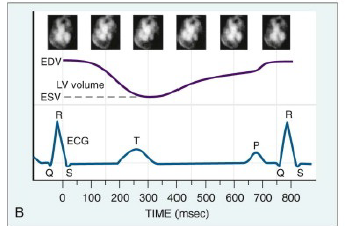 EDV
LV volume
ESV
R R
ECG T P
Q S Q S
0 100 200 300 400 500 600 700 800
B TIME (msec)